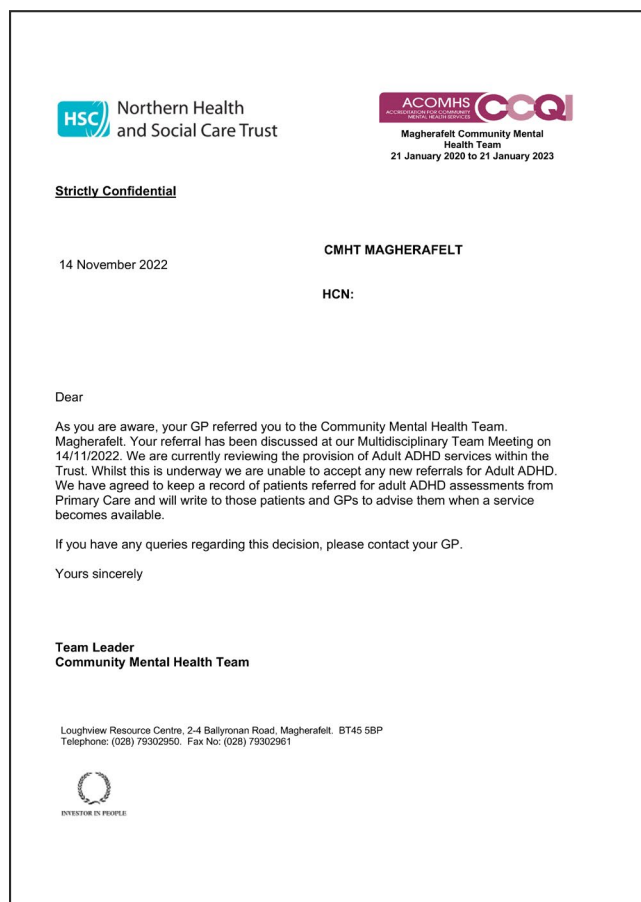 HSC
Northern Health
and Social Care Trust
ACOMHS
ACCREDITATION FOR COMMUNITY
MENTAL HEALTH SERVICES
CCQI
Magherafelt Community Mental
Health Team
21 January 2020 to 21 January 2023
Strictly Confidential
CMHT MAGHERAFELT
14 November 2022
HCN:
Dear
As you are aware, your GP referred you to the Community Mental Health Team.
Magherafelt. Your referral has been discussed at our Multidisciplinary Team Meeting on
14/11/2022. We are currently reviewing the provision of Adult ADHD services within the
Trust. Whilst this is underway we are unable to accept any new referrals for Adult ADHD.
We have agreed to keep a record of patients referred for adult ADHD assessments from
Primary Care and will write to those patients and GPs to advise them when a service
becomes available.
If you have any queries regarding this decision, please contact your GP.
Yours sincerely
Team Leader
Community Mental Health Team
Loughview Resource Centre, 2-4 Ballyronan Road, Magherafelt. BT45 5BP
Telephone: (028) 79302950. Fax No: (028) 79302961
INVESTOR IN PEOPLE